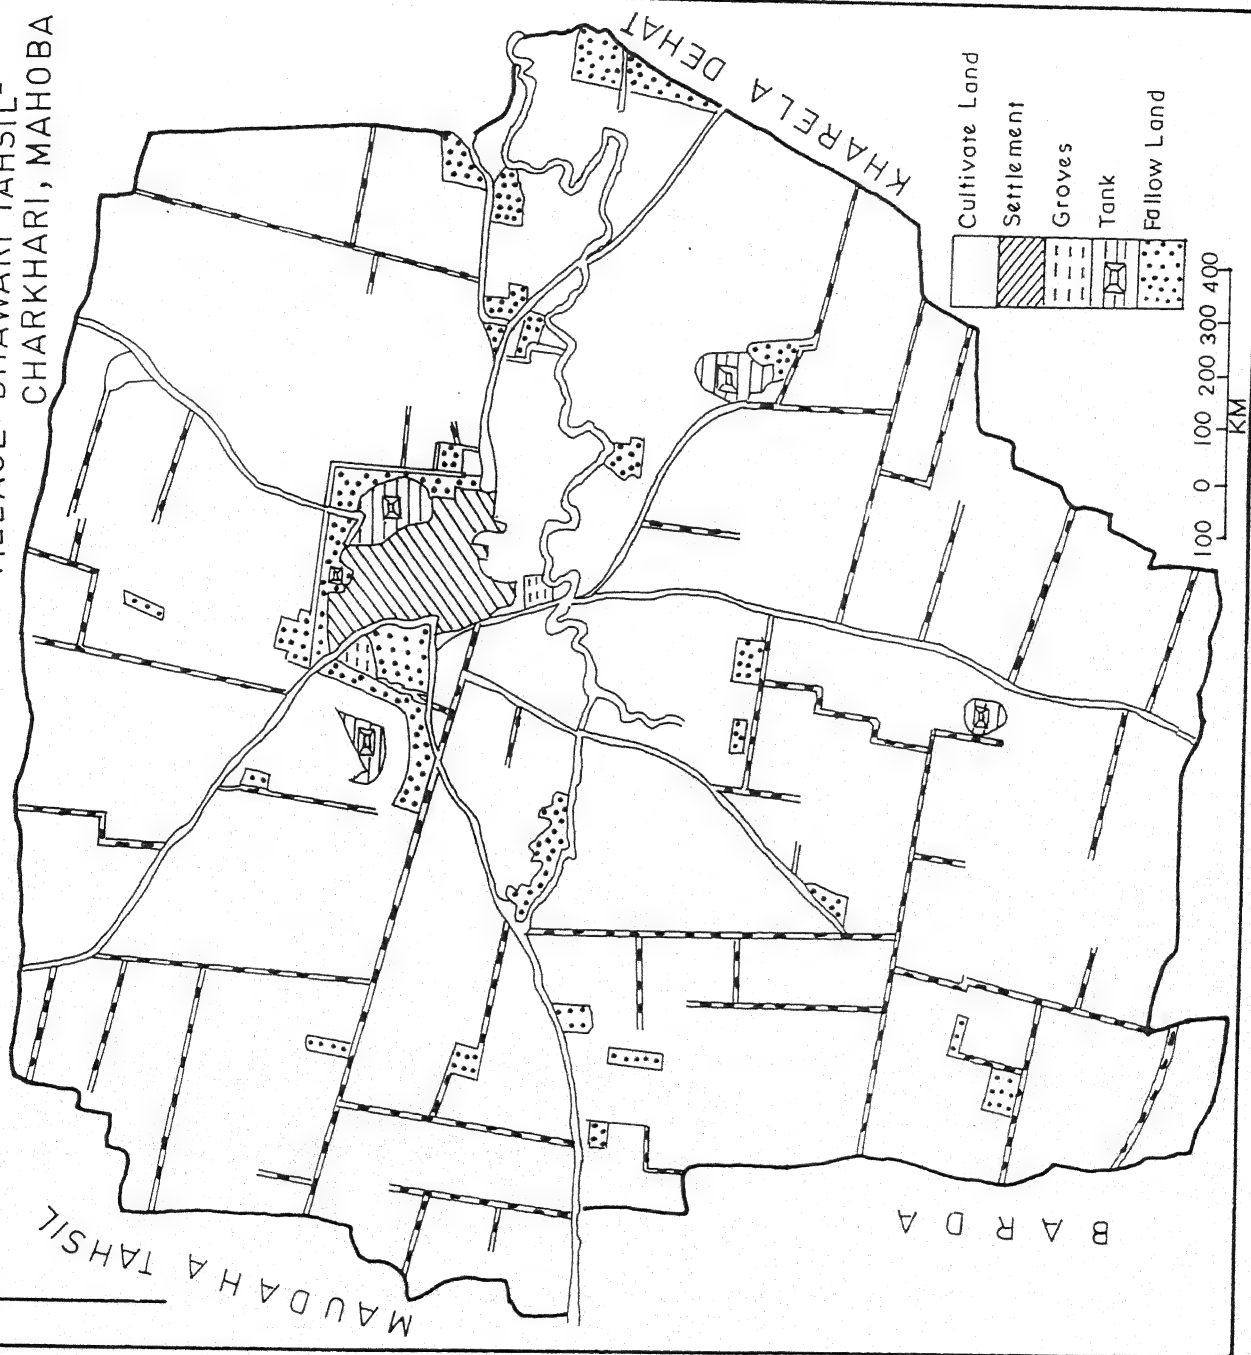 CHARKHARI, MAHOBA
KHARELA DEHAT
MAUDAHA TAHSIL
BARDA
Cultivate Land
Settlement
Groves
Tank
Fallow Land
100 0 100 200 300 400
KM